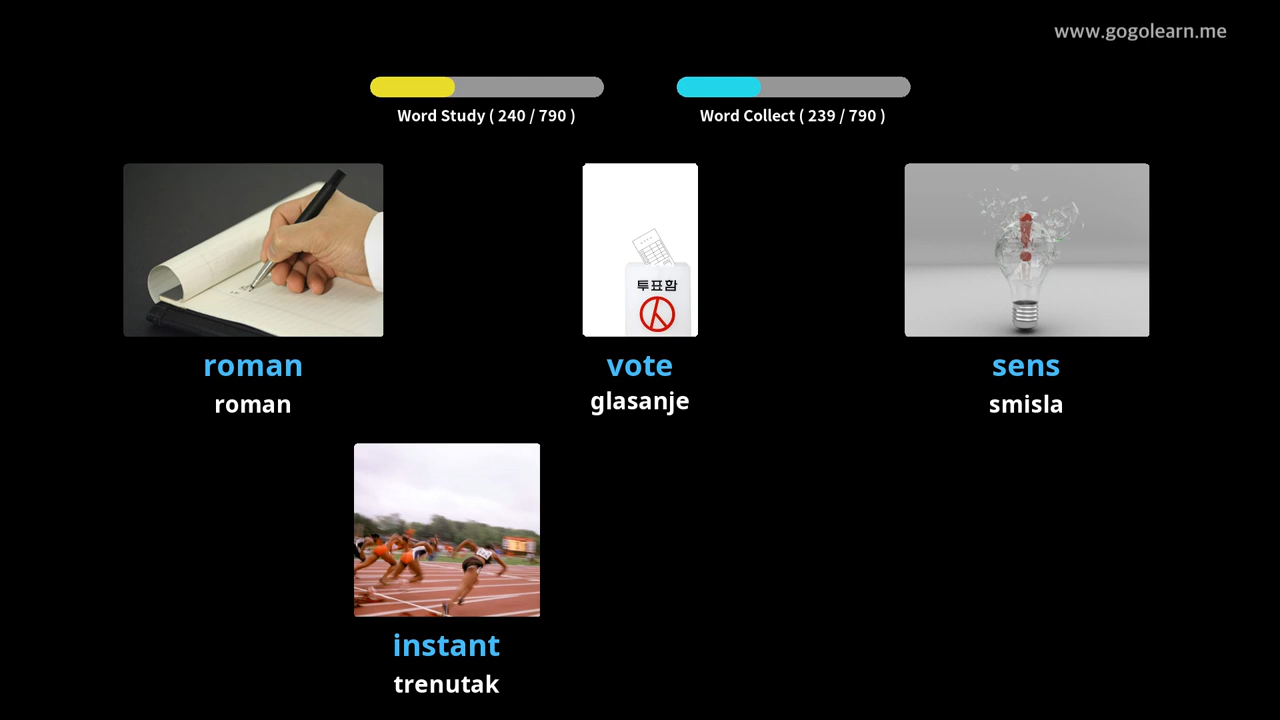 www.gogolearn.me
Word Study ( 240 / 790 )
Word Collect ( 239 / 790 )
투표함
roman
roman
vote
glasanje
sens
smisla
instant
trenutak